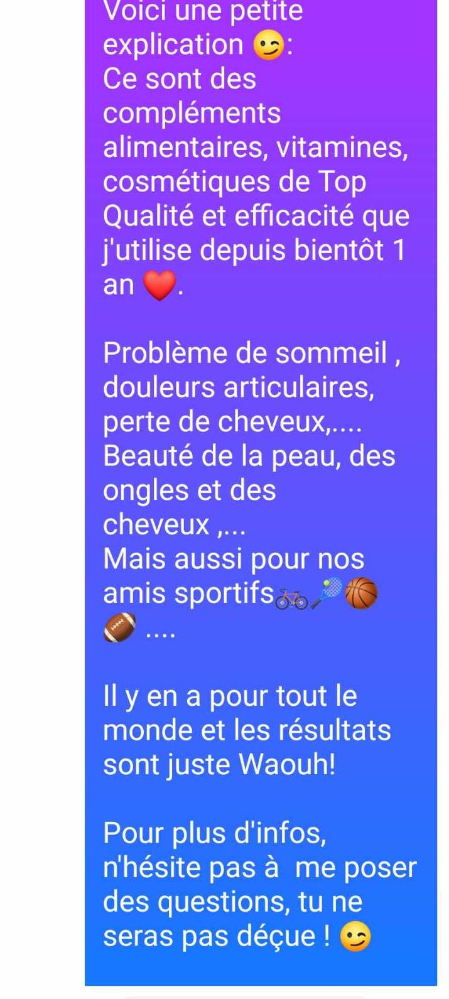 Voici une petite
explication 😉:
Ce sont des
compléments
alimentaires, vitamines,
cosmétiques de Top
Qualité et efficacité que
j'utilise depuis bientôt 1
an ❤️.
Problème de sommeil ,
douleurs articulaires,
perte de cheveux,....
Beauté de la peau, des
ongles et des
cheveux ,...
Mais aussi pour nos
amis sportifs🚲🎾🏀
🏈 ....
Il y en a pour tout le
monde et les résultats
sont juste Waouh!
Pour plus d'infos,
n'hésite pas à  me poser
des questions, tu ne
seras pas déçue ! 😉